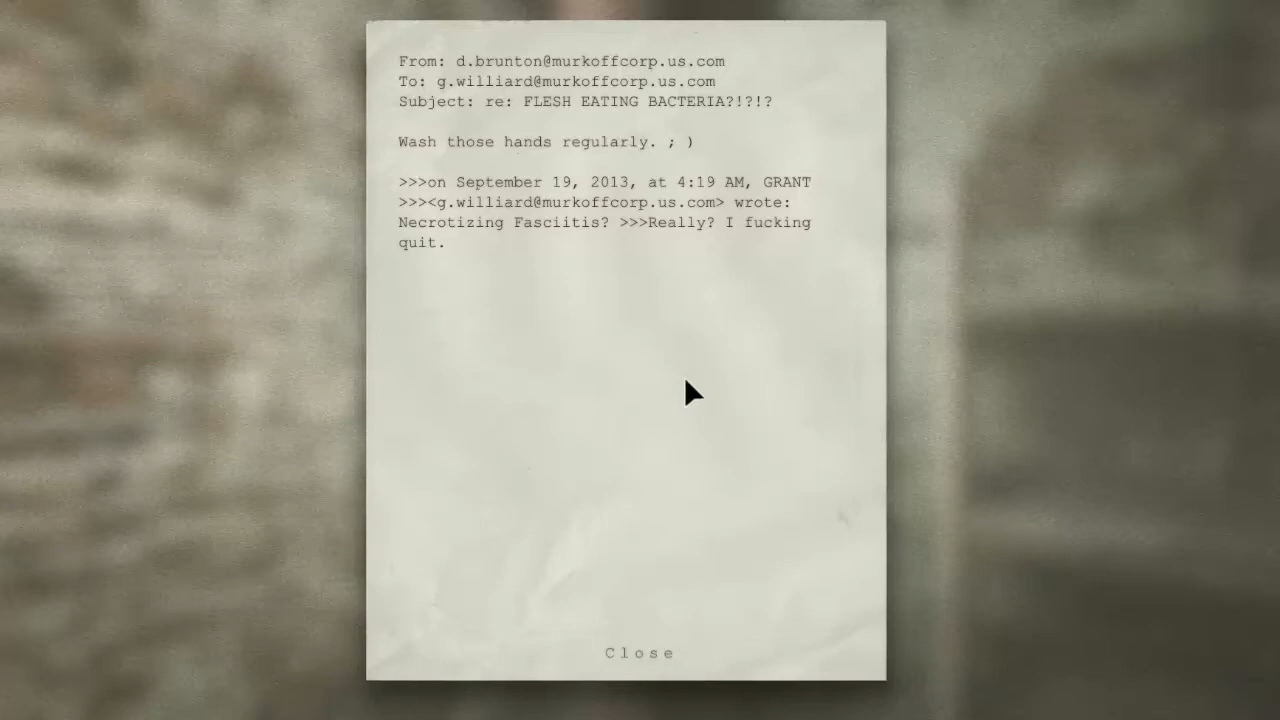 From: d.brunton@murkoffcorp.us.com
To: g.williard@murkoffcorp.us.com
Subject: re: FLESH EATING BACTERIA?!?!?
Wash those hands regularly. ; )
>>>on September 19, 2013, at 4:19 AM, GRANT
>>><g.williard@murkoffcorp.us.com> wrote:
Necrotizing Fasciitis? >>>Really? I fucking
quit.
Close